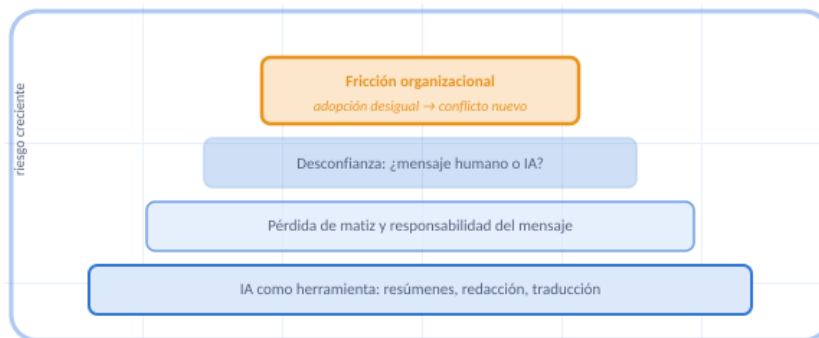 Fricción organizacional
adopción desigual → conflicto nuevo
riesgo creciente
Desconfianza: ¿mensaje humano o IA?
Pérdida de matiz y responsabilidad del mensaje
IA como herramienta: resúmenes, redacción, traducción